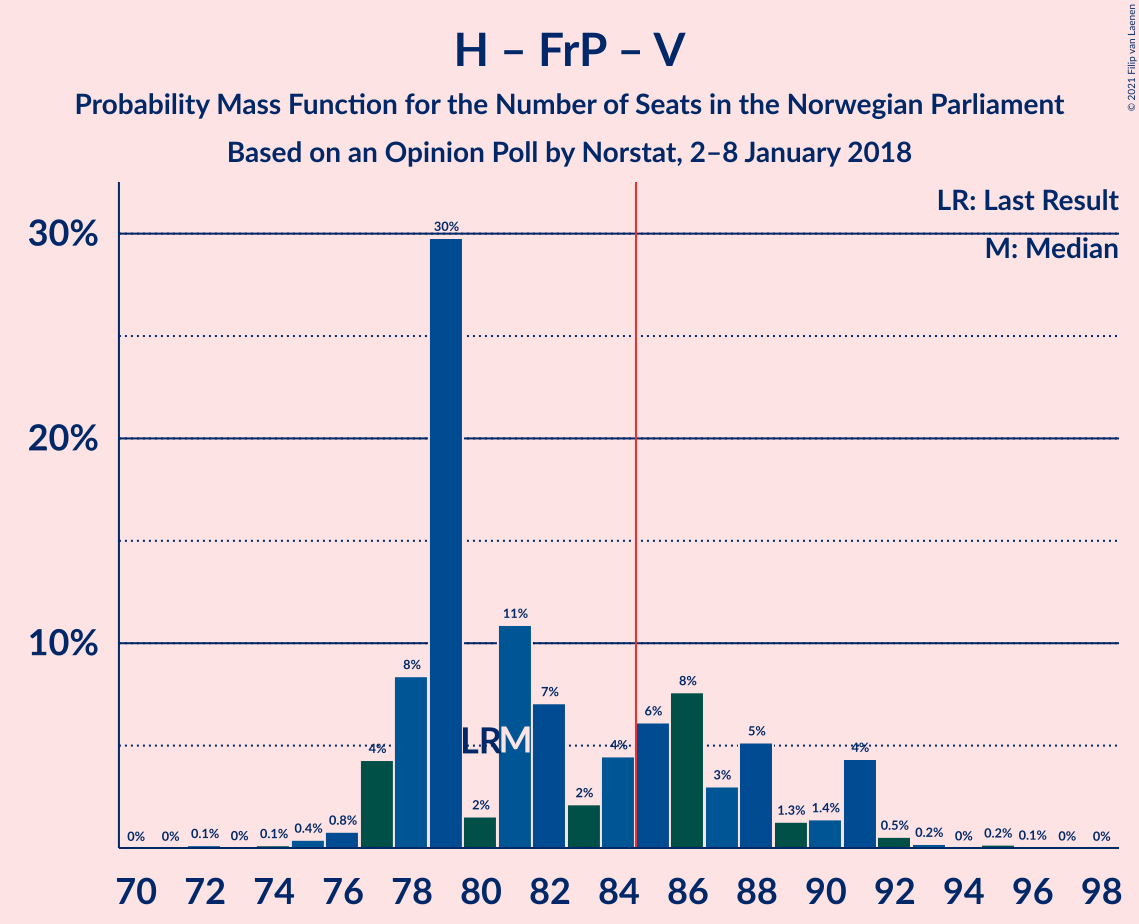 H – FrP – V
Probability Mass Function for the Number of Seats in the Norwegian Parliament
Based on an Opinion Poll by Norstat, 2–8 January 2018
© 2021 Filip van Laenen
LR: Last Result
M: Median
30%
20%
10%
0% 0% 0.1% 0% 0.1% 0.4% 0.8% 4% 8% 30% 2% 11% 7% 2% 4% 6% 8% 3% 5% 1.3% 1.4% 4% 0.5% 0.2% 0% 0.2% 0.1% 0% 0%
LR M
70 72 74 76 78 80 82 84 86 88 90 92 94 96 98